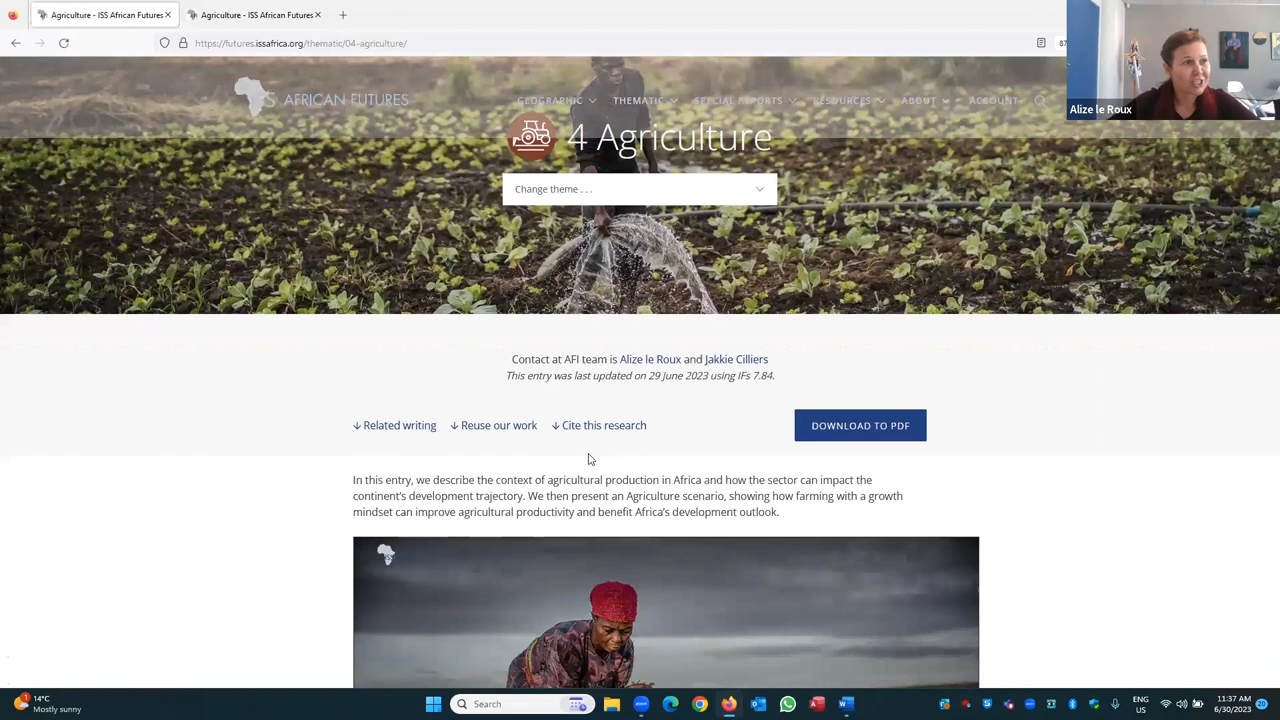 Agriculture - ISS African Futures
Agriculture - ISS African Futures
https://futures.issafrica.org/thematic/04-agriculture/
AFRICAN FUTURES
GEOGRAPHIC
THEMATIC
SPECIAL REPORTS
RESOURCES
ABOUT
ACCOUNT
Alize le Roux
4 Agriculture
Change theme . . .
Contact at AFI team is Alize le Roux and Jakkie Cilliers
This entry was last updated on 29 June 2023 using IFs 7.84.
↓ Related writing ↓ Reuse our work ↓ Cite this research
DOWNLOAD TO PDF
In this entry, we describe the context of agricultural production in Africa and how the sector can impact the
continent's development trajectory. We then present an Agriculture scenario, showing how farming with a growth
mindset can improve agricultural productivity and benefit Africa's development outlook.
1
14°C
Mostly sunny
Search
zoom
ENG
US
11:37 AM
6/30/2023
20